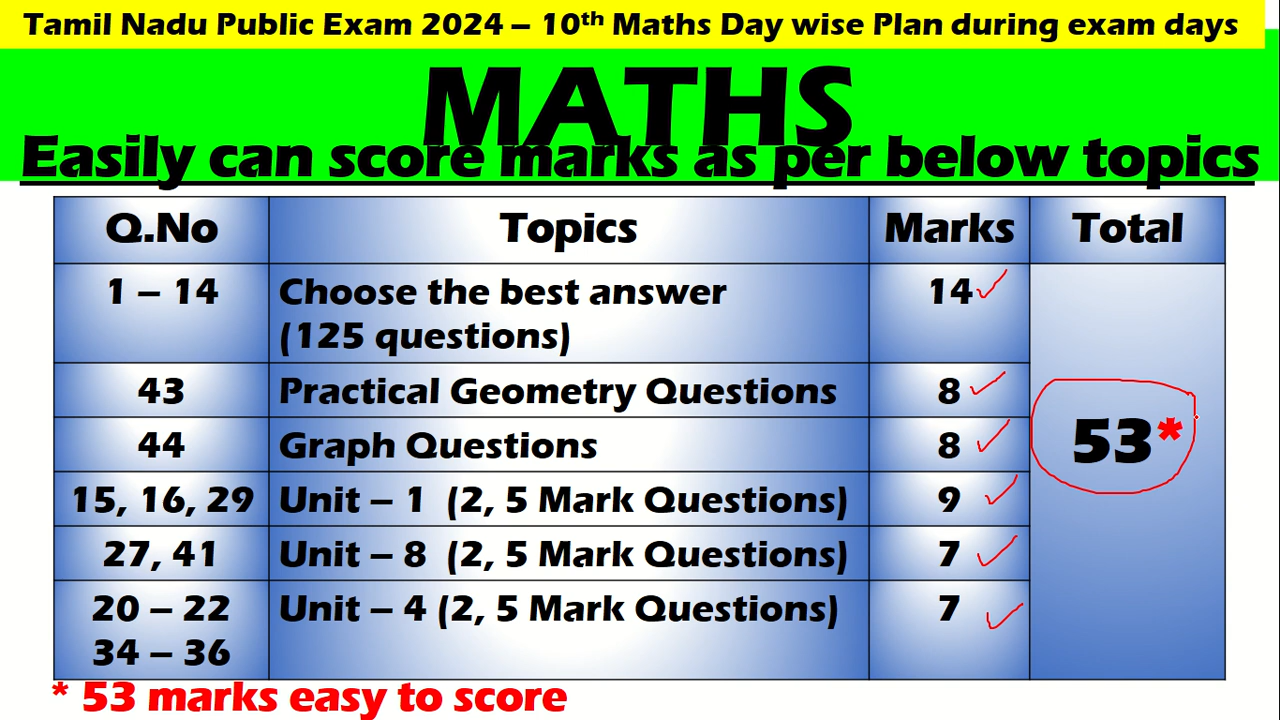 Tamil Nadu Public Exam 2024 – 10th Maths Day wise Plan during exam days
MATHS
Easily can score marks as per below topics
Q.No Topics Marks Total
1 – 14 Choose the best answer 14
(125 questions)
43 Practical Geometry Questions 8
44 Graph Questions 8 53*
15, 16, 29 Unit – 1 (2, 5 Mark Questions) 9
27, 41 Unit – 8 (2, 5 Mark Questions) 7
20 – 22 Unit – 4 (2, 5 Mark Questions) 7
34 – 36
* 53 marks easy to score